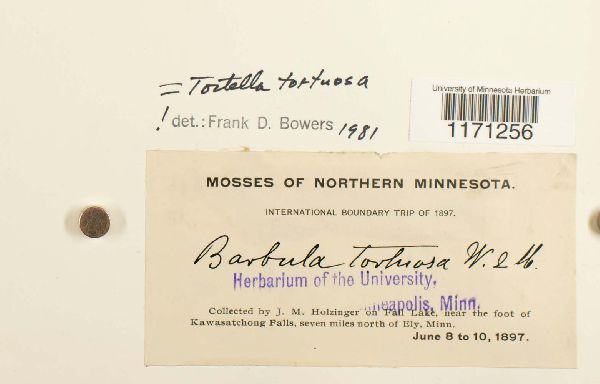 = Tortella tortuosa
! det.: Frank D. Bowers 1981
University of Minnesota Herbarium
1171256
MOSSES OF NORTHERN MINNESOTA.
INTERNATIONAL BOUNDARY TRIP OF 1897.
Barbula tortuosa W. & M.
Herbarium of the University,
Minneapolis, Minn.
Collected by J. M. Holzinger on Fall Lake, near the foot of
Kawasatchong Falls, seven miles north of Ely, Minn.
June 8 to 10, 1897.